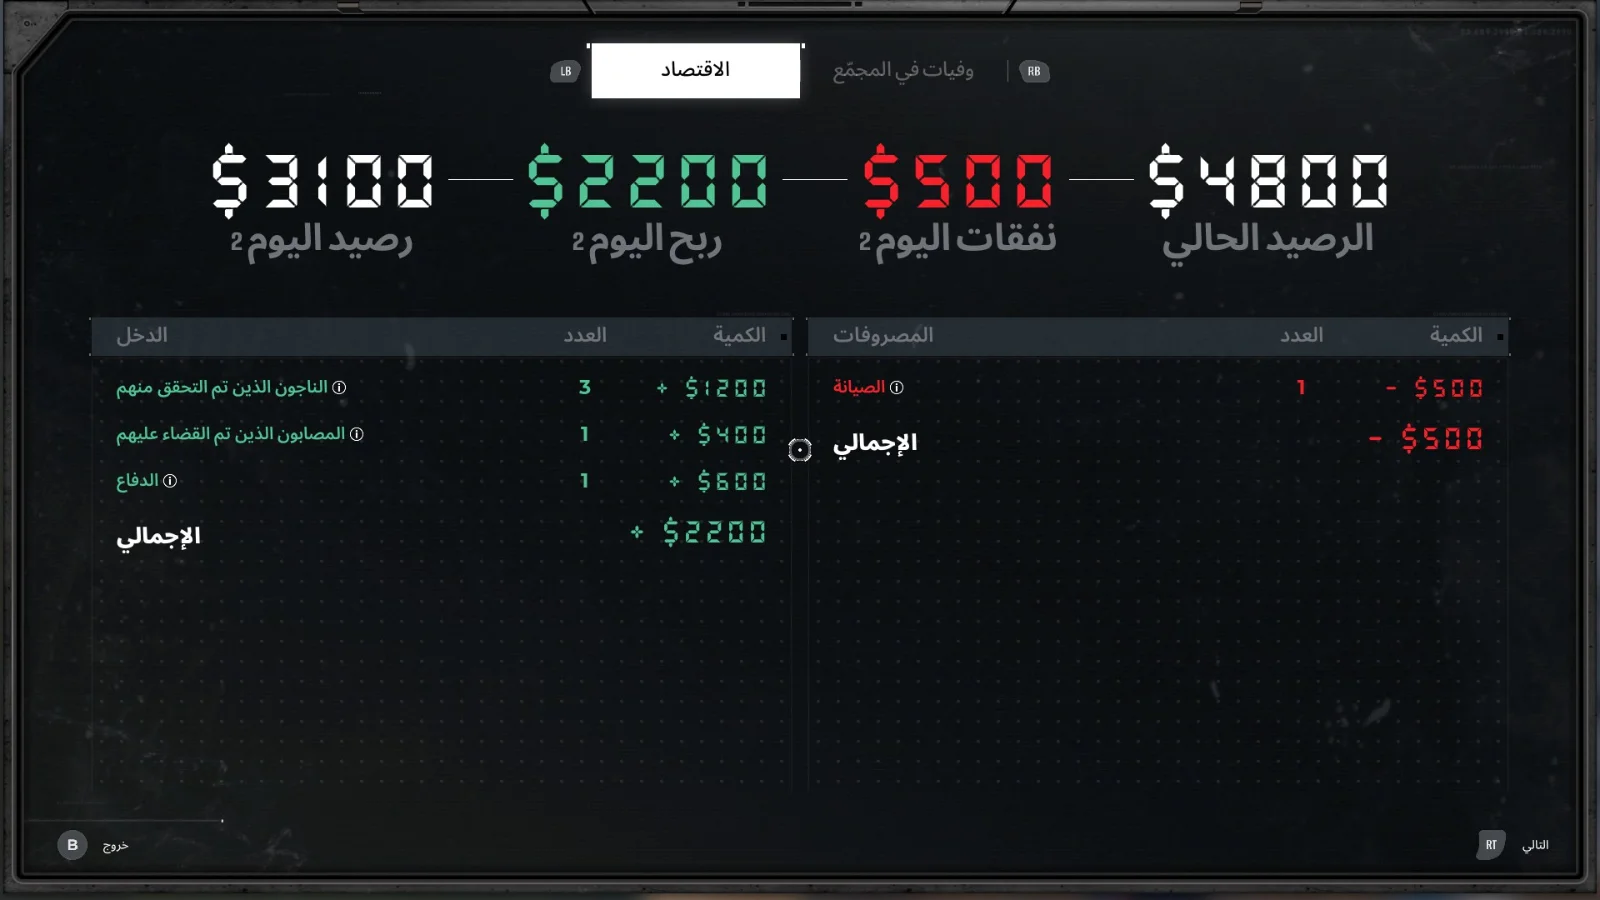 LB الاقتصاد وفيات في المجمّع RB
$3100 $2200 $500 $4800
رصيد اليوم 2 ربح اليوم 2 نفقات اليوم 2 الرصيد الحالي
الدخل العدد الكمية
الناجون الذين تم التحقق منهم 3 + $1200
المصابون الذين تم القضاء عليهم 1 + $400
الدفاع 1 + $600
الإجمالي + $2200
المصروفات العدد الكمية
الصيانة 1 - $500
الإجمالي - $500
B خروج
RT التالي